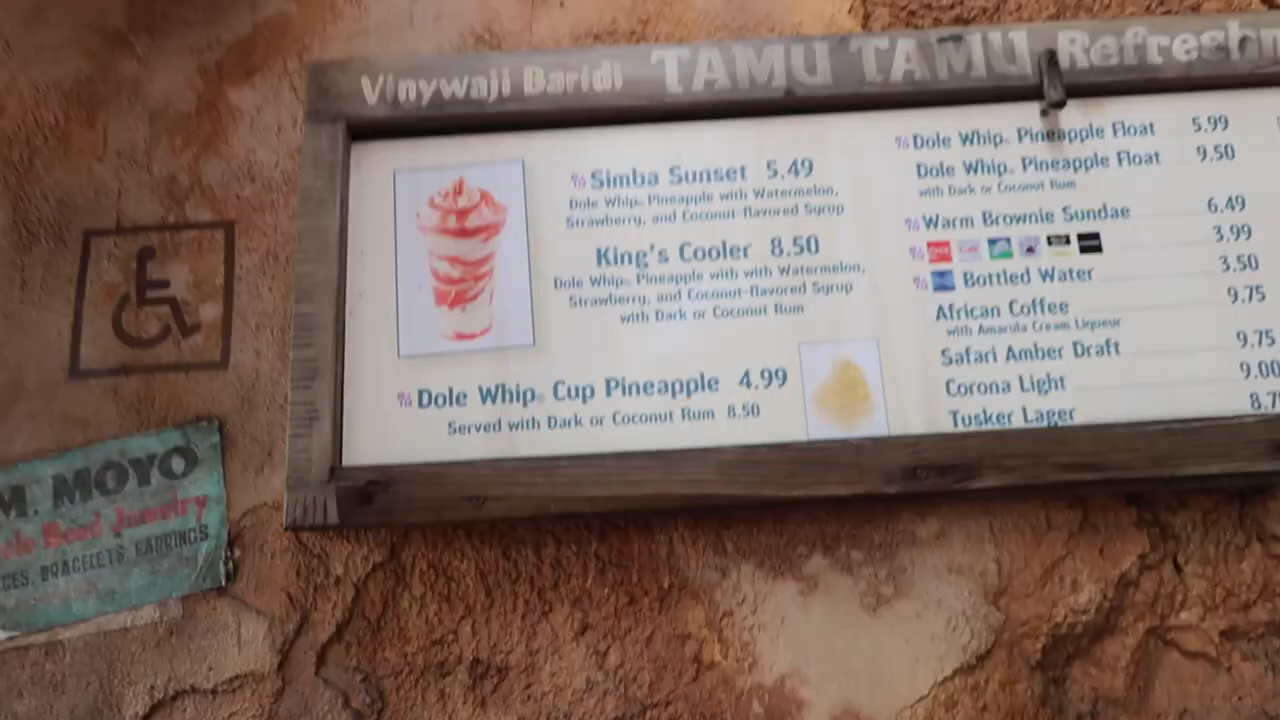 Vinywaji Baridi TAMU TAMU
Simba Sunset 5.49
Dole Whip® Pineapple with Watermelon,
Strawberry, and Coconut-flavored Syrup
King's Cooler 8.50
Dole Whip® Pineapple with with Watermelon,
Strawberry, and Coconut-flavored Syrup
with Dark or Coconut Rum
Dole Whip® Cup Pineapple 4.99
Served with Dark or Coconut Rum 8.50
Dole Whip® Pineapple Float 5.99
Dole Whip® Pineapple Float 9.50
with Dark or Coconut Rum
Warm Brownie Sundae 6.49
3.99
Bottled Water 3.50
African Coffee 9.75
with Amarula Cream Liqueur
Safari Amber Draft 9.75
Corona Light 9.00
Tusker Lager
M. MOYO
Bead Jewelry
BRACELETS, EARRINGS